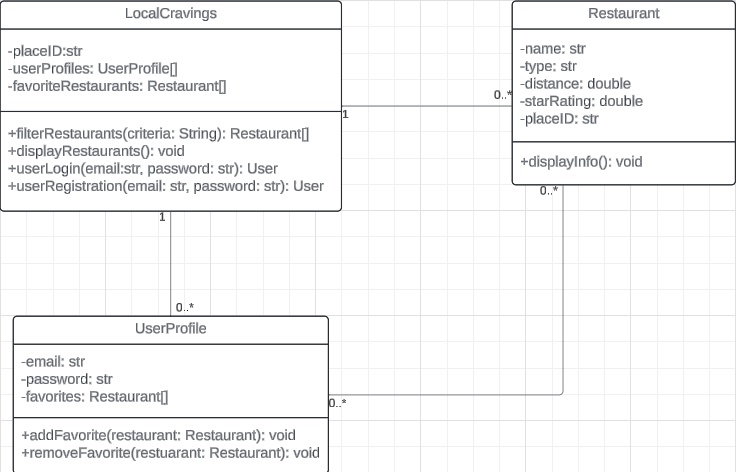 LocalCravings
-placeID:str
-userProfiles: UserProfile[]
-favoriteRestaurants: Restaurant[]
+filterRestaurants(criteria: String): Restaurant[]
+displayRestaurants(): void
+userLogin(email:str, password: str): User
+userRegistration(email: str, password: str): User
1
0..*
Restaurant
-name: str
-type: str
-distance: double
-starRating: double
-placeID: str
+displayInfo(): void
0..*
1
0..*
UserProfile
-email: str
-password: str
-favorites: Restaurant[]
+addFavorite(restaurant: Restaurant): void
+removeFavorite(restuarant: Restaurant): void
0..*